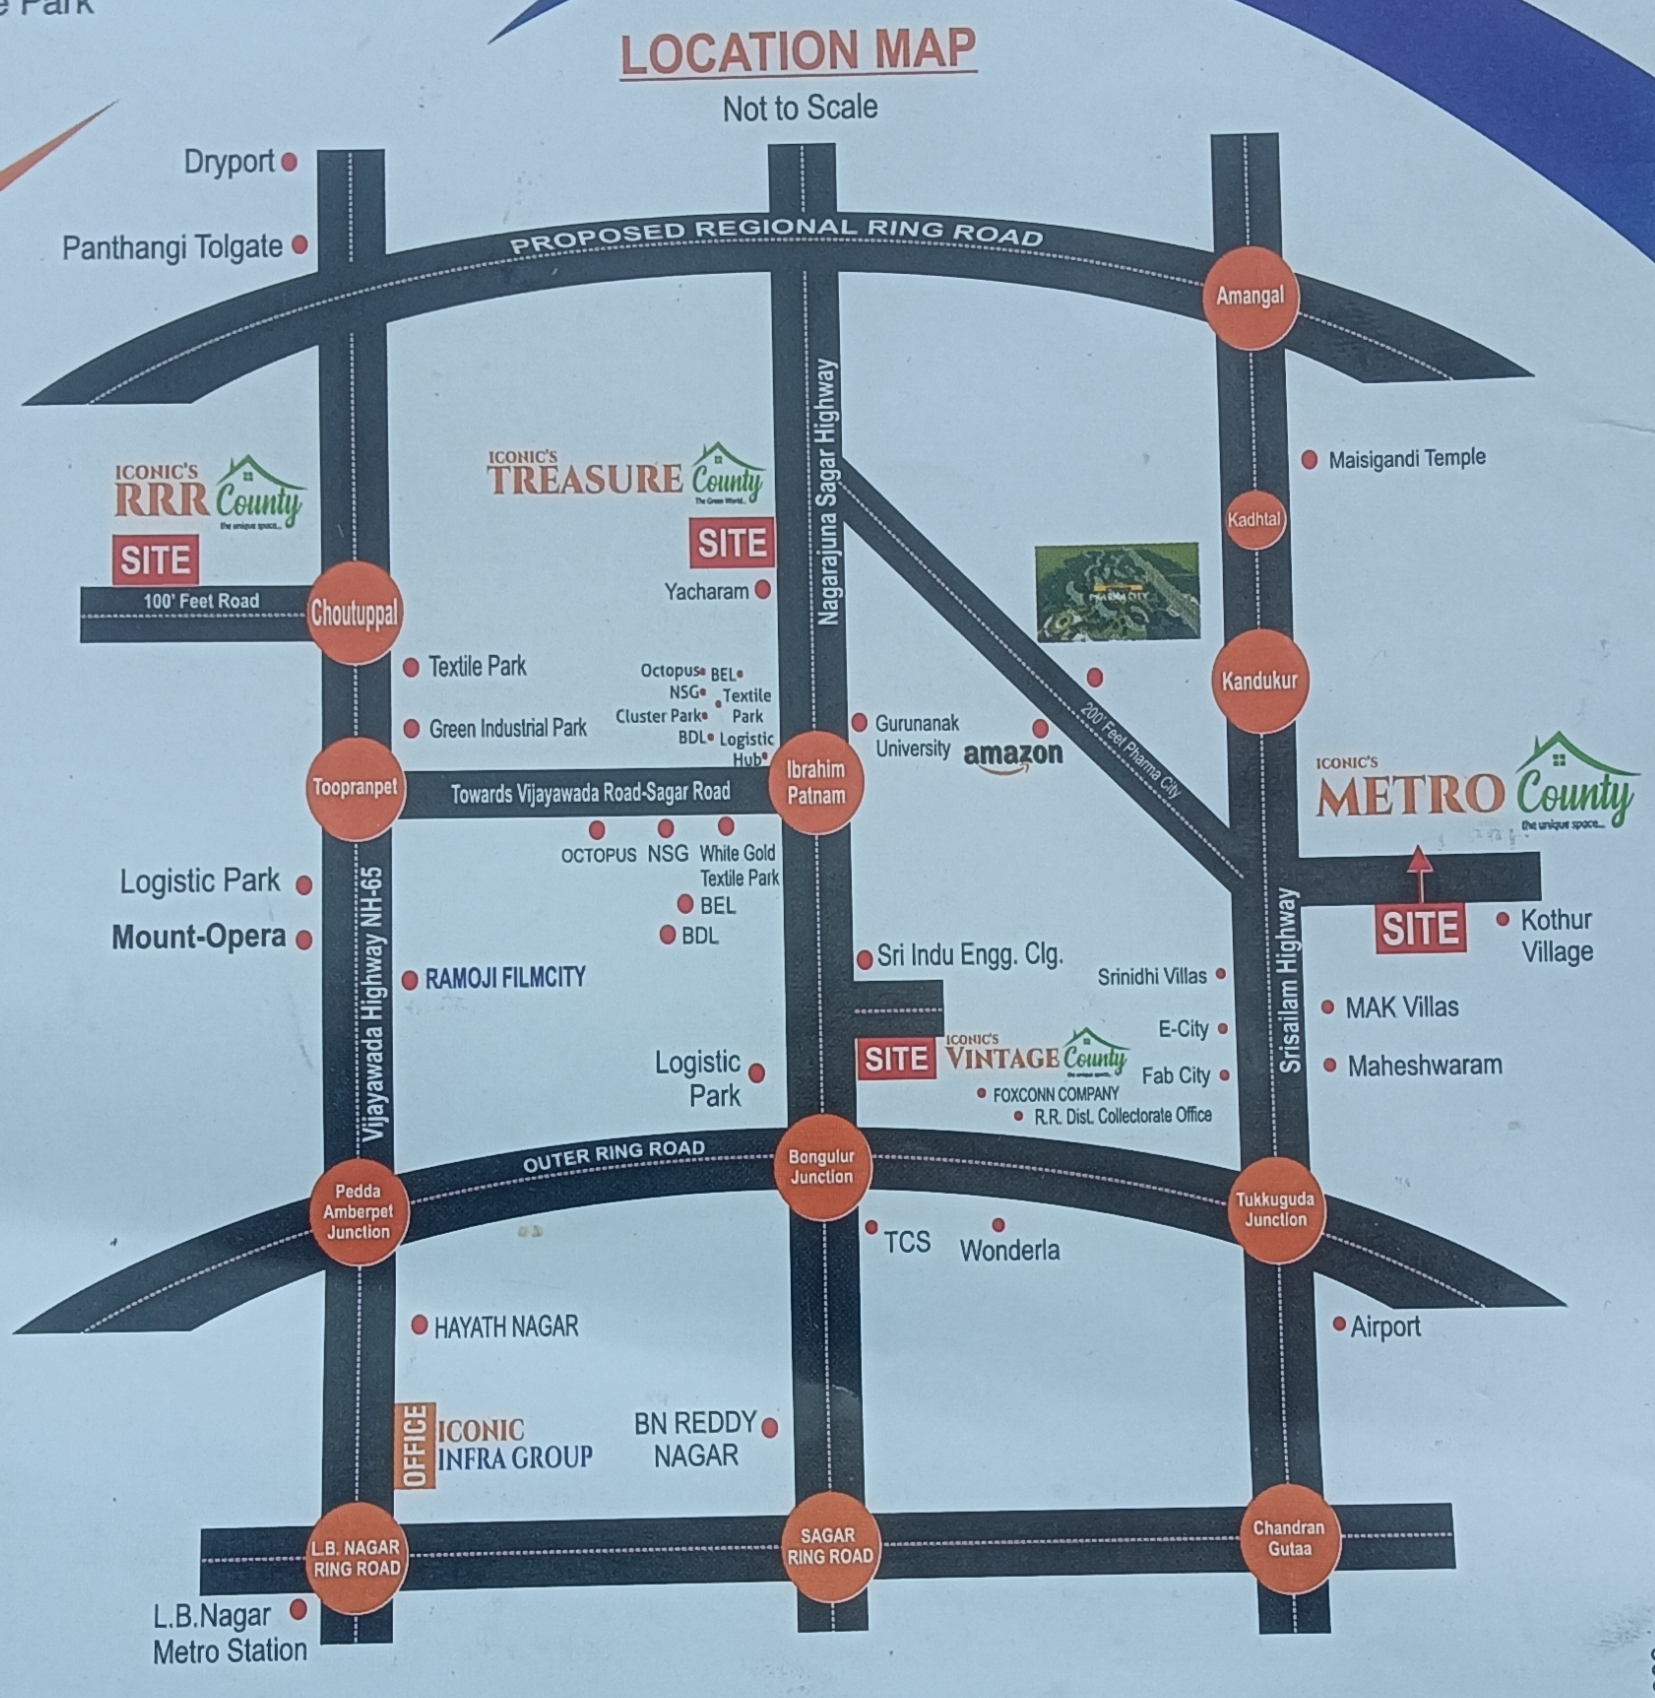 Park
LOCATION MAP
Not to Scale
Dryport
Panthangi Tolgate
PROPOSED REGIONAL RING ROAD
Amangal
Nagarajuna Sagar Highway
Maisigandi Temple
ICONIC'S
RRR County
the unique space...
SITE
100' Feet Road
Choutuppal
ICONIC'S
TREASURE County
The Green World..
SITE
Yacharam
Kadhtal
PHARMA CITY
Kandukur
Textile Park
Green Industrial Park
Octopus BEL
NSG Textile
Cluster Park Park
BDL Logistic
Hub
Gurunanak
University
amazon
200' Feet Pharma City
Toopranpet
Towards Vijayawada Road-Sagar Road
Ibrahim
Patnam
ICONIC'S
METRO County
the unique space...
OCTOPUS NSG White Gold
Textile Park
BEL
BDL
Logistic Park
Mount-Opera
Vijayawada Highway NH-65
RAMOJI FILMCITY
SITE
Kothur
Village
Srisailam Highway
Sri Indu Engg. Clg.
Srinidhi Villas
MAK Villas
E-City
SITE
ICONIC'S
VINTAGE County
Fab City
Maheshwaram
Logistic
Park
FOXCONN COMPANY
R.R. Dist. Collectorate Office
OUTER RING ROAD
Bongulur
Junction
Pedda
Amberpet
Junction
Tukkuguda
Junction
TCS
Wonderla
HAYATH NAGAR
Airport
OFFICE
ICONIC
INFRA GROUP
BN REDDY
NAGAR
L.B. NAGAR
RING ROAD
SAGAR
RING ROAD
Chandran
Gutaa
L.B.Nagar
Metro Station